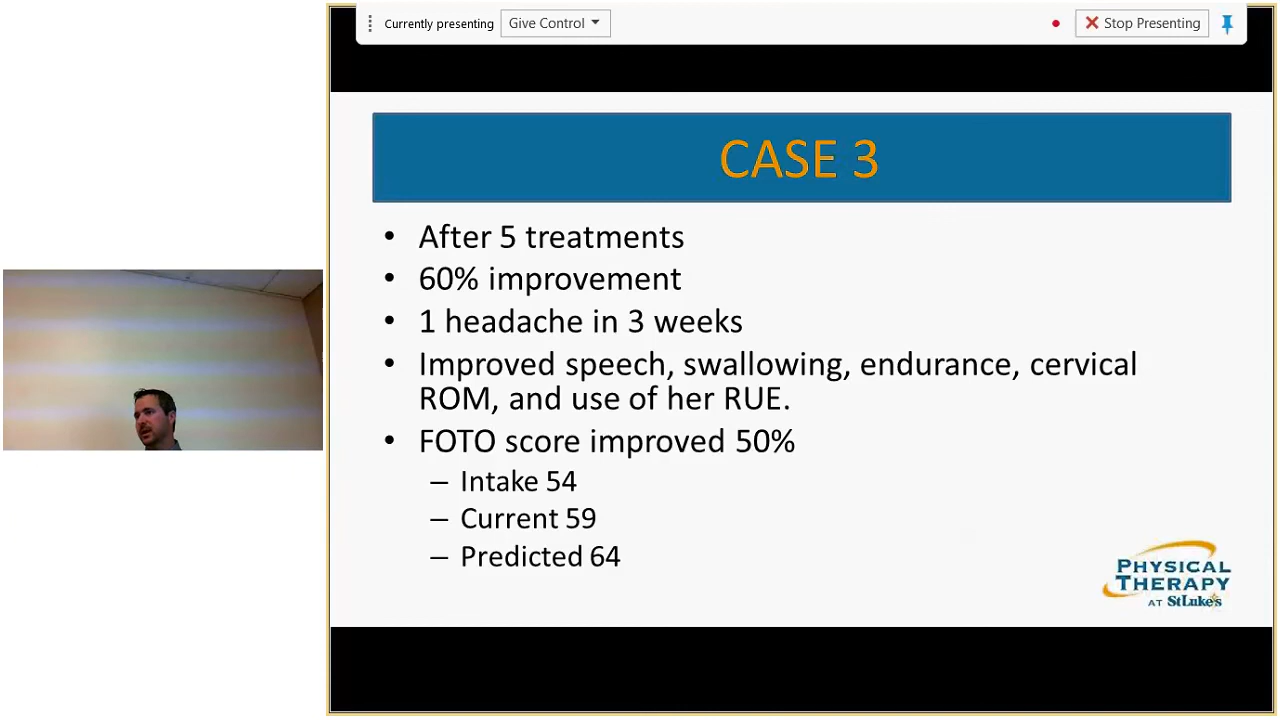 Currently presenting Give Control Stop Presenting
CASE 3
• After 5 treatments
• 60% improvement
• 1 headache in 3 weeks
• Improved speech, swallowing, endurance, cervical
ROM, and use of her RUE.
• FOTO score improved 50%
– Intake 54
– Current 59
– Predicted 64
PHYSICAL
THERAPY
AT StLuke's